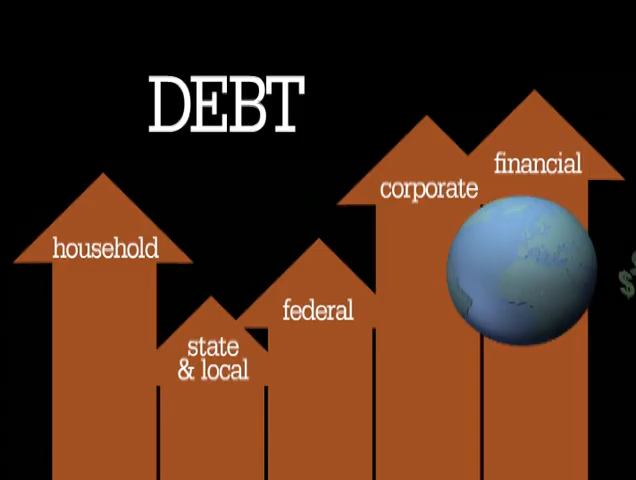 DEBT
household
state
& local
federal
corporate
financial